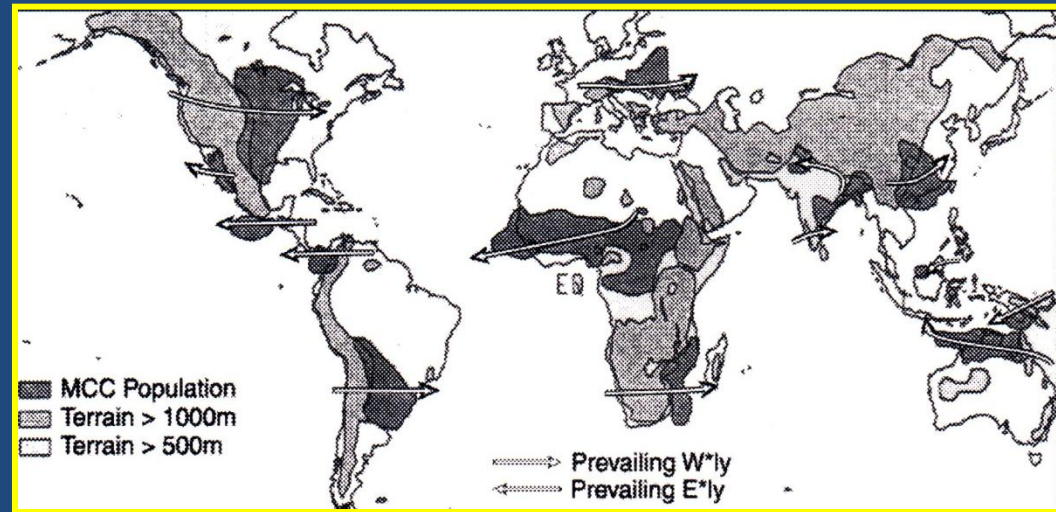 EQ
MCC Population
Terrain > 1000m
Terrain > 500m
Prevailing W*ly
Prevailing E*ly